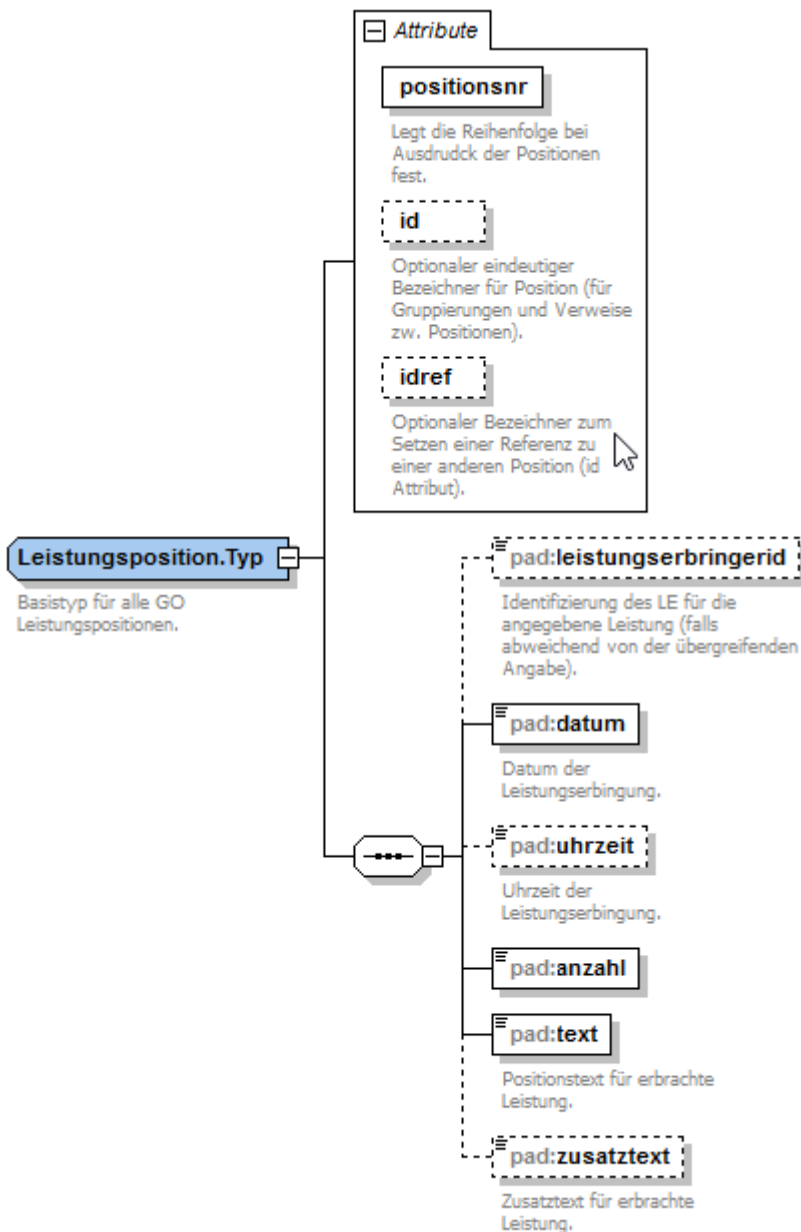 Attribute
positionsnr
Legt die Reihenfolge bei
Ausdrudck der Positionen
fest.
id
Optionaler eindeutiger
Bezeichner für Position (für
Gruppierungen und Verweise
zw. Positionen).
idref
Optionaler Bezeichner zum
Setzen einer Referenz zu
einer anderen Position (id
Attribut).
Leistungsposition.Typ
Basistyp für alle GO
Leistungspositionen.
pad:leistungserbringerid
Identifizierung des LE für die
angegebene Leistung (falls
abweichend von der übergreifenden
Angabe).
pad:datum
Datum der
Leistungserbingung.
pad:uhrzeit
Uhrzeit der
Leistungserbingung.
pad:anzahl
pad:text
Positionstext für erbrachte
Leistung.
pad:zusatztext
Zusatztext für erbrachte
Leistung.